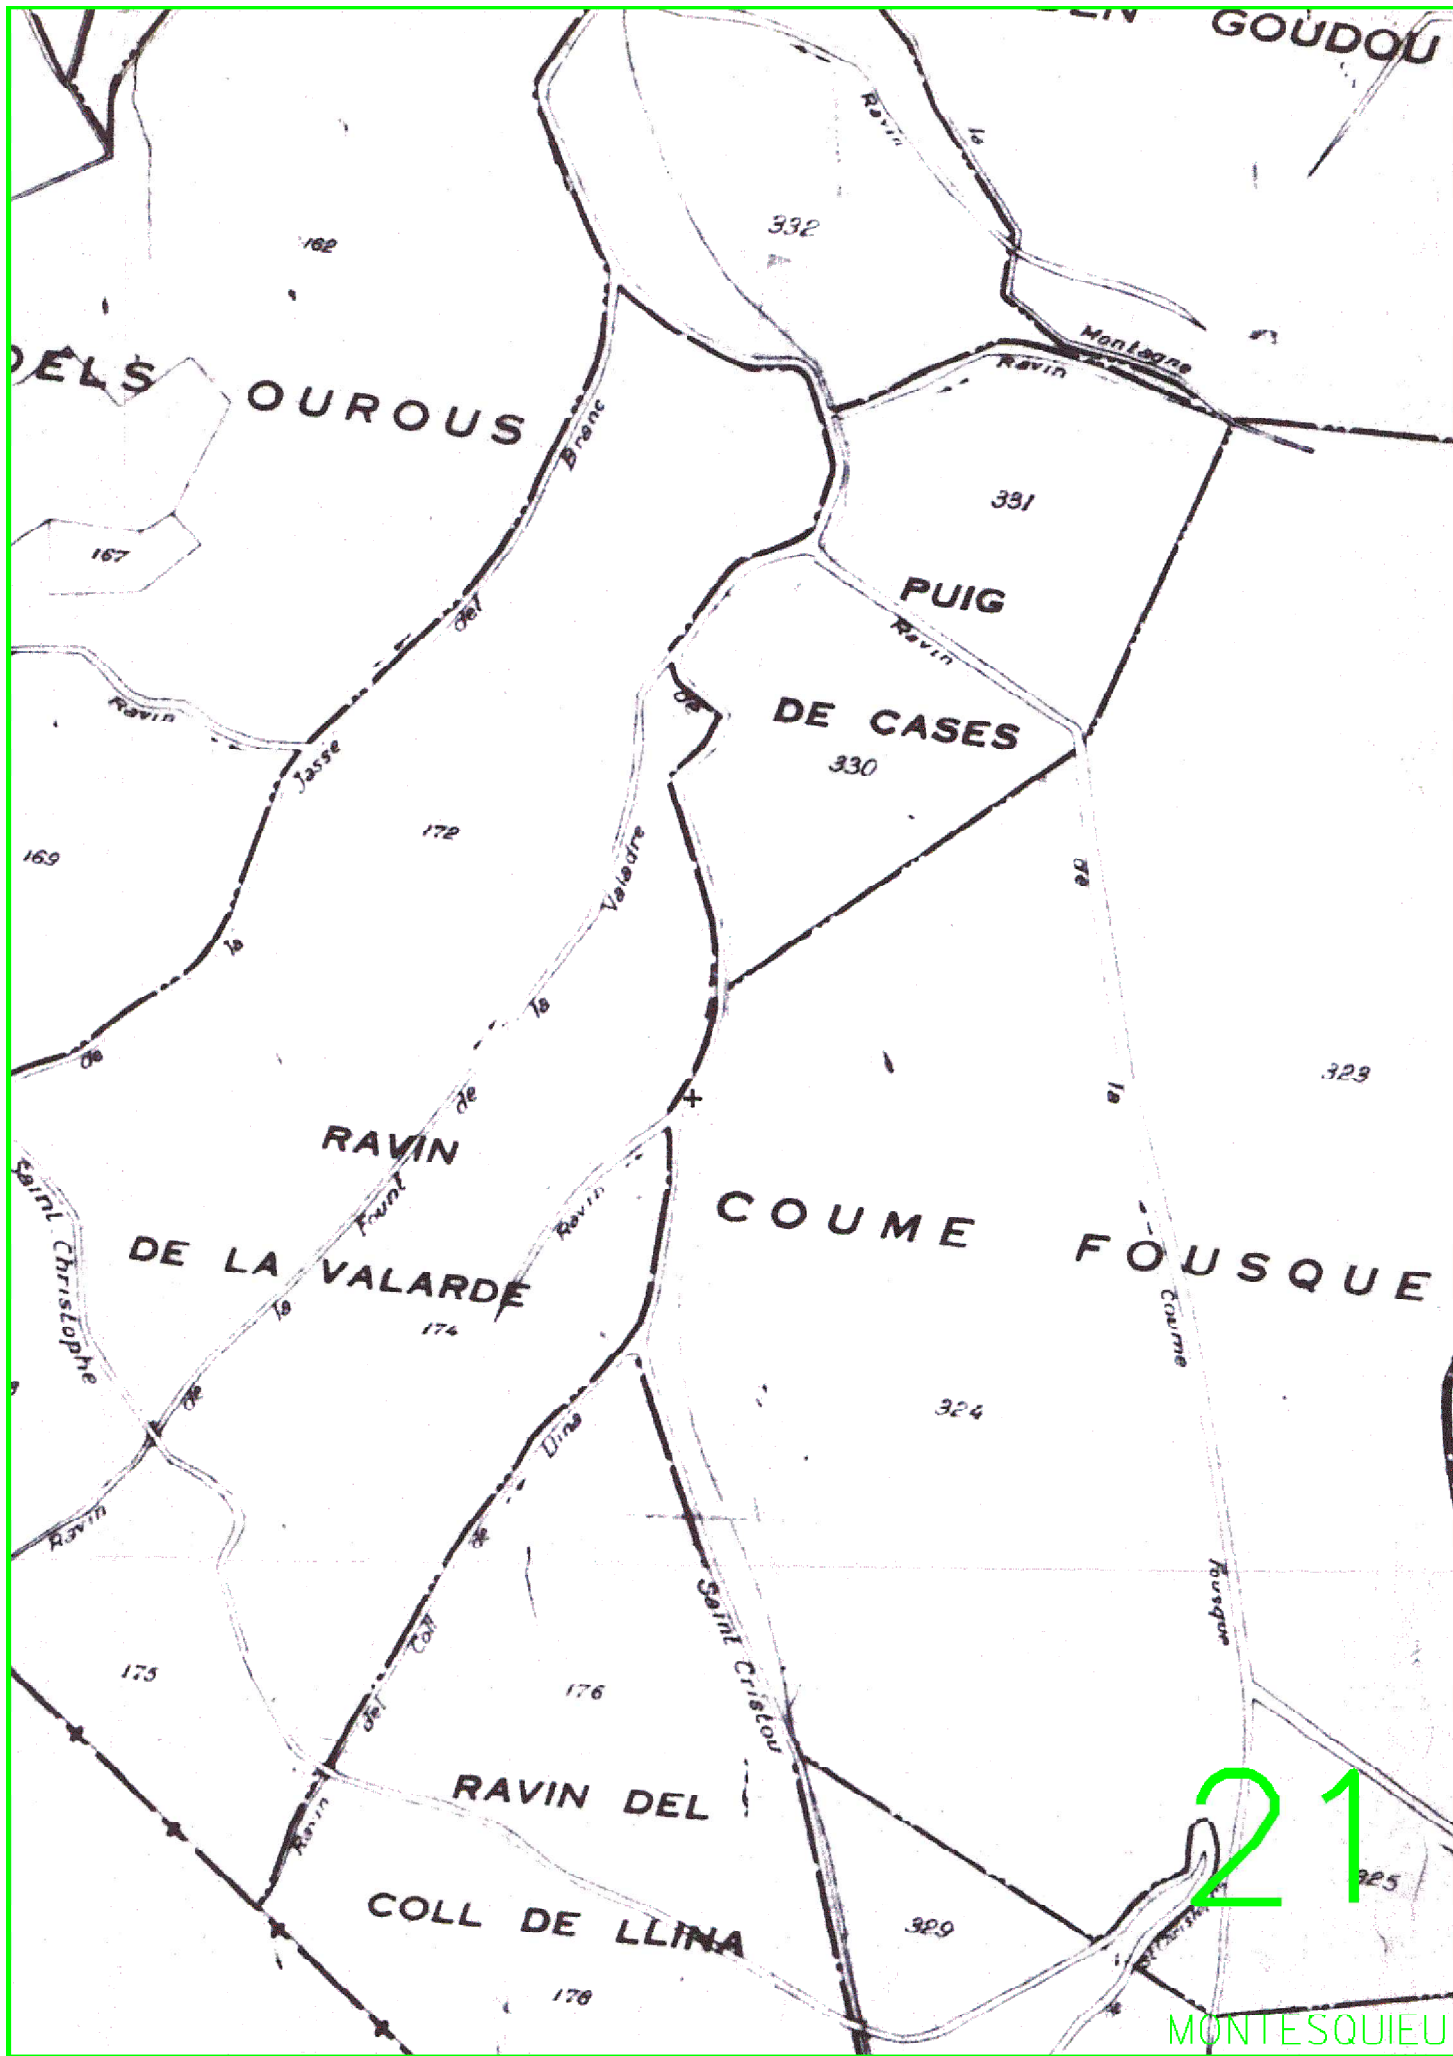 GOUDOU
Ravin
la
332
162
Montagne
Ravin
DELS OUROUS
Branc
331
167
PUIG
del
Ravin
de
Ravin
DE CASES
Jasse
330
172
169
Valadre
de
la
la
de
323
de
la
RAVIN
Saint Christophe
Fount
Ravin
COUME FOUSQUE
DE LA VALARDE
la
Coume
174
de
324
Dina
Ravin
de
Fousque
Saint Cristou
Coll
175
176
del
RAVIN DEL
21
Ravin
325
COLL DE LLINA
329
178
MONTESQUIEU